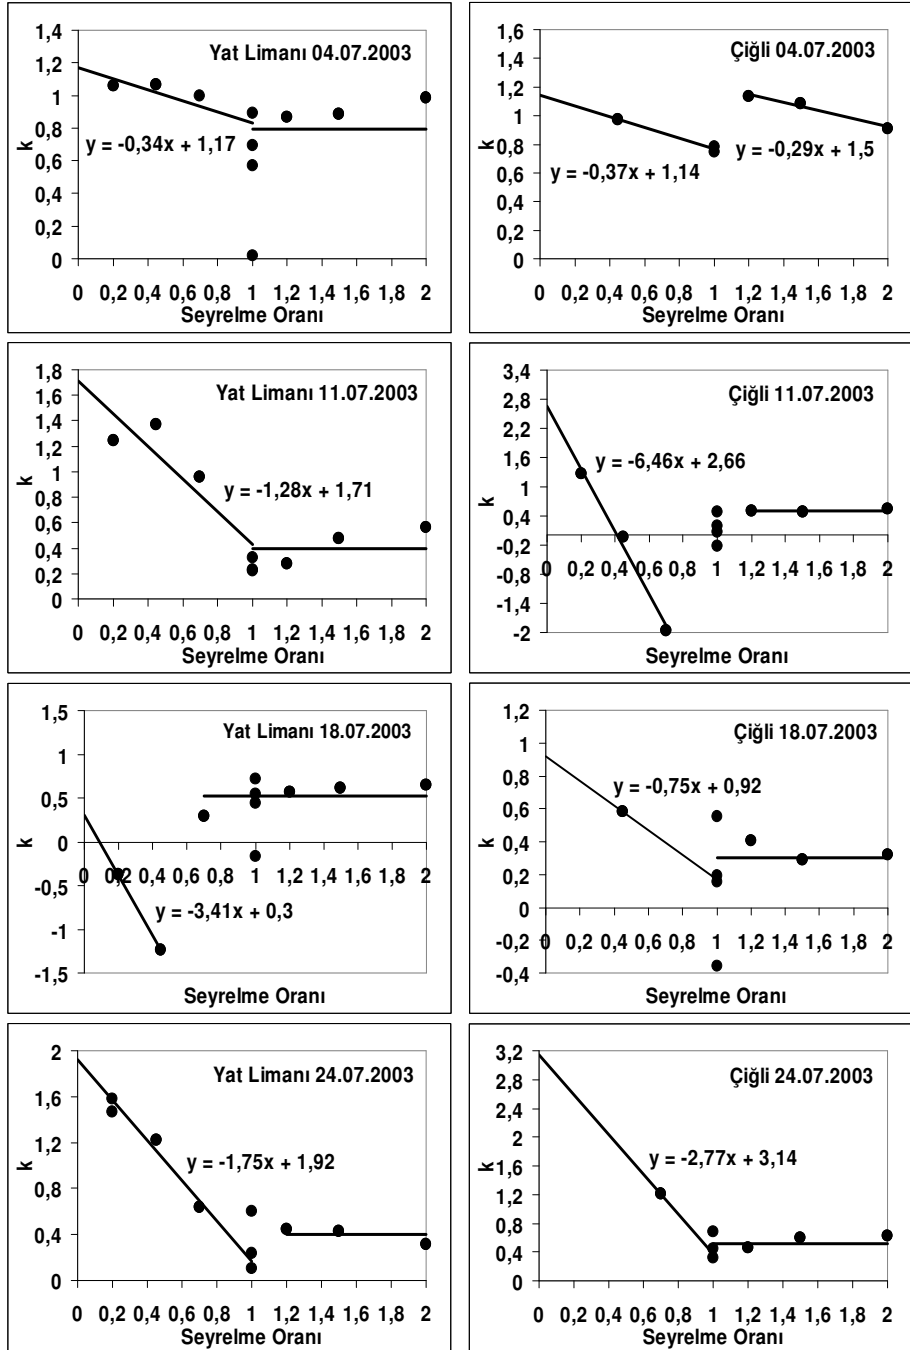 Yat Limanı 04.07.2003
1,4
1,2
1
0,8
0,6
0,4
0,2
0
k
y = -0,34x + 1,17
0 0,2 0,4 0,6 0,8 1 1,2 1,4 1,6 1,8 2
Seyrelme Oranı
Çiğli 04.07.2003
1,6
1,4
1,2
1
0,8
0,6
0,4
0,2
0
k
y = -0,29x + 1,5
y = -0,37x + 1,14
0 0,2 0,4 0,6 0,8 1 1,2 1,4 1,6 1,8 2
Seyrelme Oranı
Yat Limanı 11.07.2003
1,8
1,6
1,4
1,2
1
0,8
0,6
0,4
0,2
0
k
y = -1,28x + 1,71
0 0,2 0,4 0,6 0,8 1 1,2 1,4 1,6 1,8 2
Seyrelme Oranı
Çiğli 11.07.2003
3,4
2,8
2,2
1,6
1
0,4
-0,2
-0,8
-1,4
-2
k
y = -6,46x + 2,66
0 0,2 0,4 0,6 0,8 1 1,2 1,4 1,6 1,8 2
Seyrelme Oranı
Yat Limanı 18.07.2003
1,5
1
0,5
0
-0,5
-1
-1,5
k
0 0,2 0,4 0,6 0,8 1 1,2 1,4 1,6 1,8 2
y = -3,41x + 0,3
Seyrelme Oranı
Çiğli 18.07.2003
1,2
1
0,8
0,6
0,4
0,2
0
-0,2
-0,4
k
y = -0,75x + 0,92
0 0,2 0,4 0,6 0,8 1 1,2 1,4 1,6 1,8 2
Seyrelme Oranı
Yat Limanı 24.07.2003
2
1,6
1,2
0,8
0,4
0
k
y = -1,75x + 1,92
0 0,2 0,4 0,6 0,8 1 1,2 1,4 1,6 1,8 2
Seyrelme Oranı
Çiğli 24.07.2003
3,2
2,8
2,4
2
1,6
1,2
0,8
0,4
0
k
y = -2,77x + 3,14
0 0,2 0,4 0,6 0,8 1 1,2 1,4 1,6 1,8 2
Seyrelme Oranı